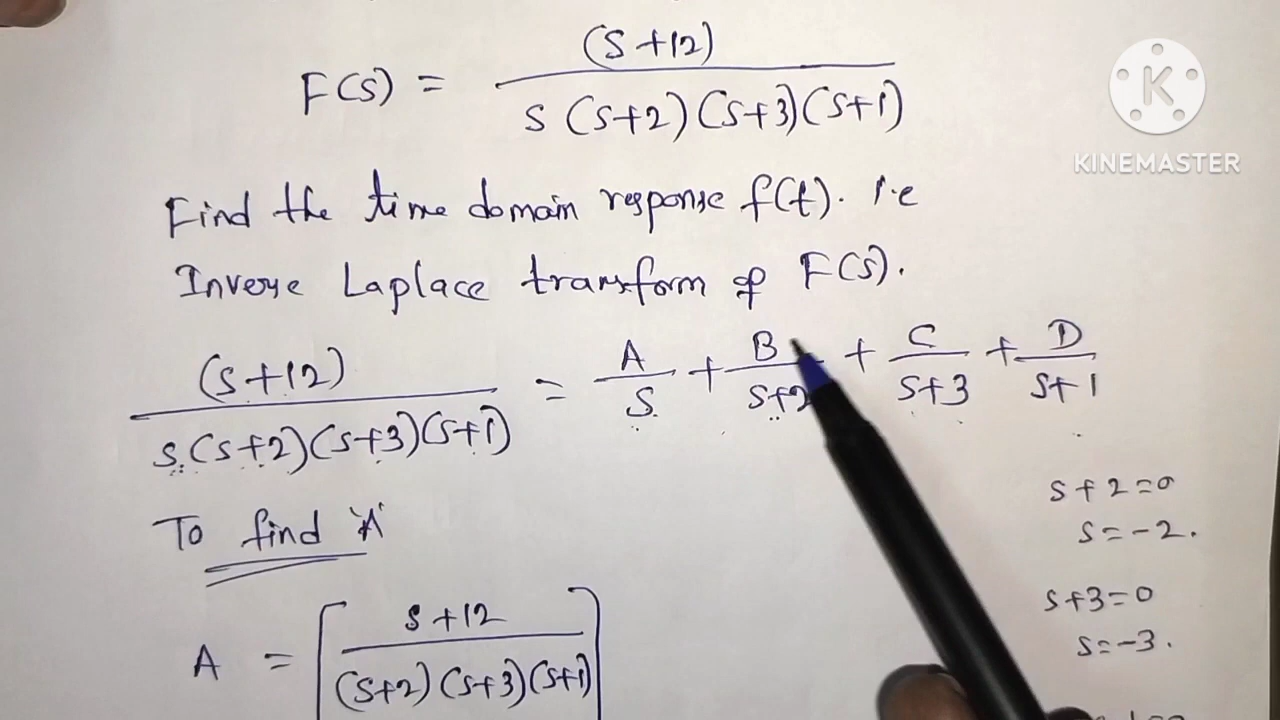 F(s) = (s+12)
s (s+2)(s+3)(s+1)
K
KINEMASTER
Find the time domain response f(t). i.e
Inverse Laplace transform of F(s).
(s+12)
s(s+2)(s+3)(s+1)
= A/s + B/s+2 + C/s+3 + D/s+1
s+2=0
s=-2.
To find 'A'
s+3=0
s=-3.
A = [ s+12
(s+2)(s+3)(s+1) ]